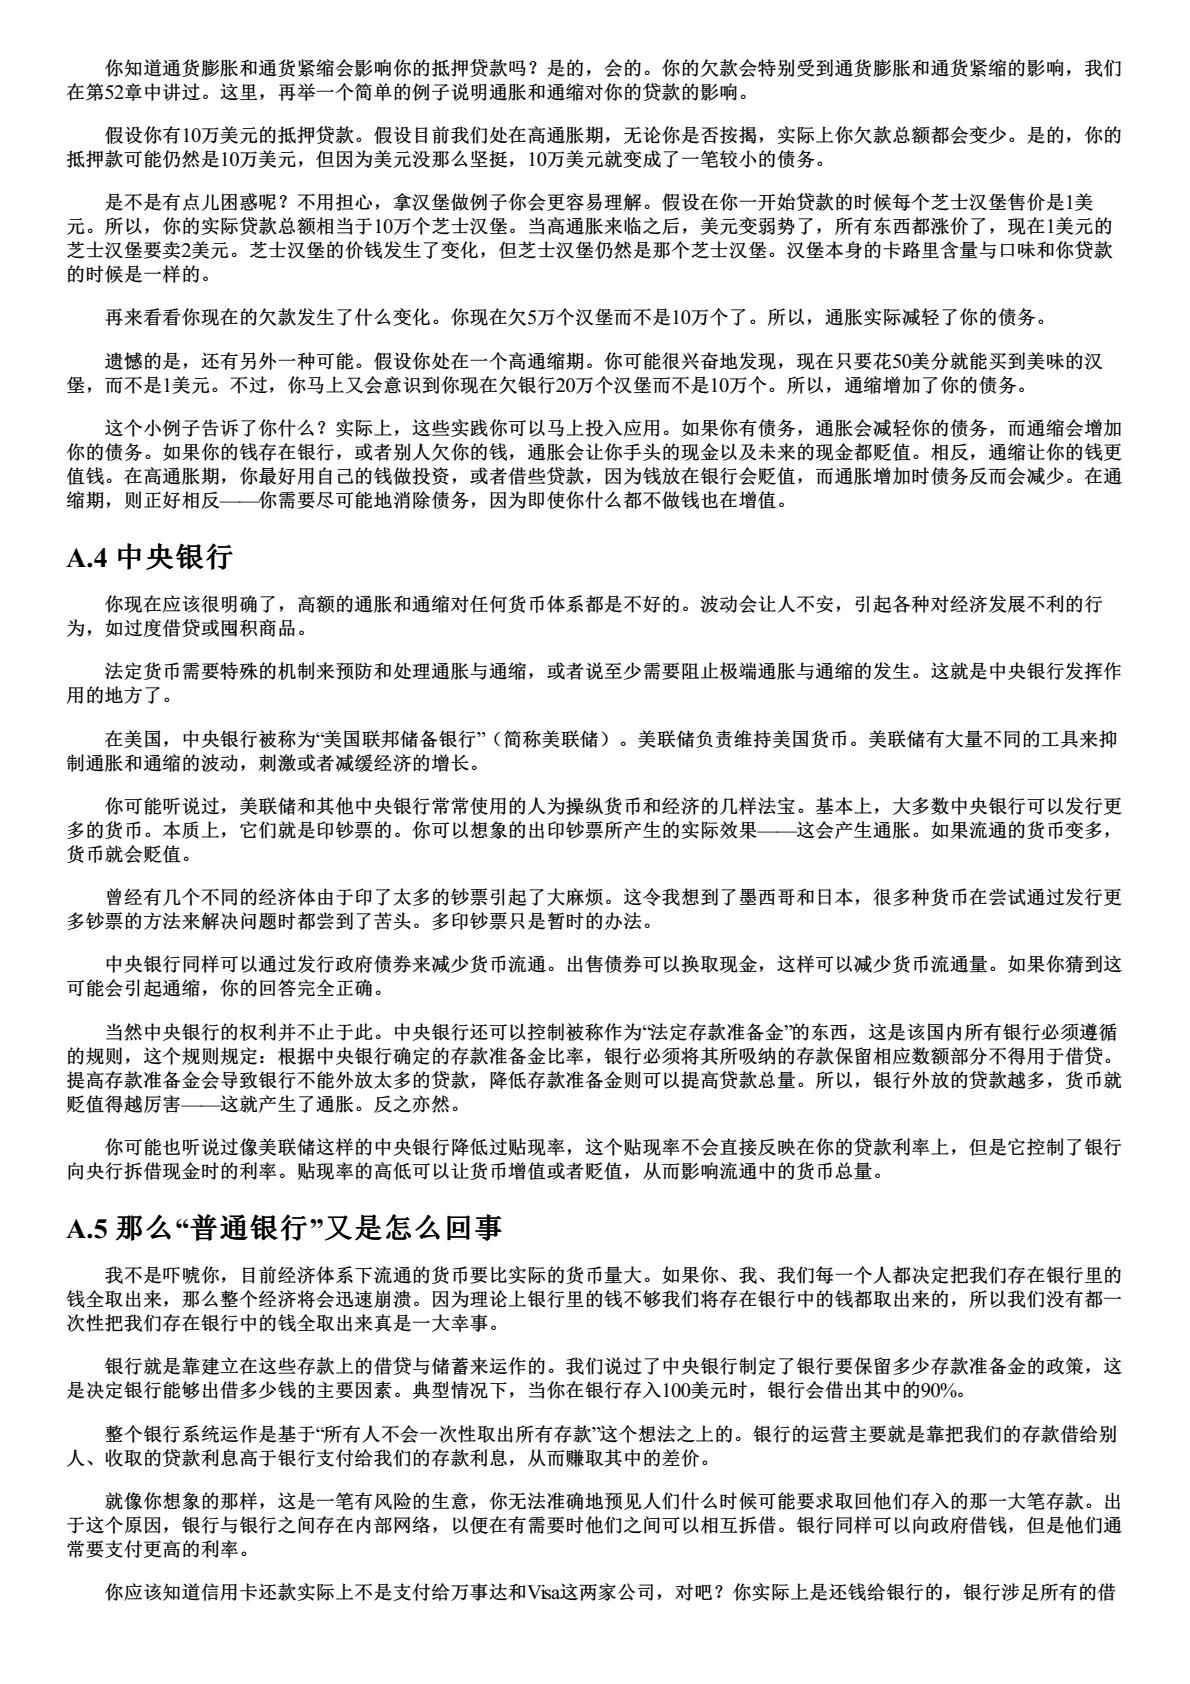 你知道通货膨胀和通货紧缩会影响你的抵押贷款吗？是的，会的。你的欠款会特别受到通货膨胀和通货紧缩的影响，我们
在第52章中讲过。这里，再举一个简单的例子说明通胀和通缩对你的贷款的影响。
假设你有10万美元的抵押贷款。假设目前我们处在高通胀期，无论你是否按揭，实际上你欠款总额都会变少。是的，你的
抵押款可能仍然是10万美元，但因为美元没那么坚挺，10万美元就变成了一笔较小的债务。
是不是有点儿困惑呢？不用担心，拿汉堡做例子你会更容易理解。假设在你一开始贷款的时候每个芝士汉堡售价是1美
元。所以，你的实际贷款总额相当于10万个芝士汉堡。当高通胀来临之后，美元变弱势了，所有东西都涨价了，现在1美元的
芝士汉堡要卖2美元。芝士汉堡的价钱发生了变化，但芝士汉堡仍然是那个芝士汉堡。汉堡本身的卡路里含量与口味和你贷款
的时候是一样的。
再来看看你现在的欠款发生了什么变化。你现在欠5万个汉堡而不是10万个了。所以，通胀实际减轻了你的债务。
遗憾的是，还有另外一种可能。假设你处在一个高通缩期。你可能很兴奋地发现，现在只要花50美分就能买到美味的汉
堡，而不是1美元。不过，你马上又会意识到你现在欠银行20万个汉堡而不是10万个。所以，通缩增加了你的债务。
这个小例子告诉了你什么？实际上，这些实践你可以马上投入应用。如果你有债务，通胀会减轻你的债务，而通缩会增加
你的债务。如果你的钱存在银行，或者别人欠你的钱，通胀会让你手头的现金以及未来的现金都贬值。相反，通缩让你的钱更
值钱。在高通胀期，你最好用自己的钱做投资，或者借些贷款，因为钱放在银行会贬值，而通胀增加时债务反而会减少。在通
缩期，则正好相反——你需要尽可能地消除债务，因为即使你什么都不做钱也在增值。
A.4 中央银行
你现在应该很明确了，高额的通胀和通缩对任何货币体系都是不好的。波动会让人不安，引起各种对经济发展不利的行
为，如过度借贷或囤积商品。
法定货币需要特殊的机制来预防和处理通胀与通缩，或者说至少需要阻止极端通胀与通缩的发生。这就是中央银行发挥作
用的地方了。
在美国，中央银行被称为“美国联邦储备银行”（简称美联储）。美联储负责维持美国货币。美联储有大量不同的工具来抑
制通胀和通缩的波动，刺激或者减缓经济的增长。
你可能听说过，美联储和其他中央银行常常使用的人为操纵货币和经济的几样法宝。基本上，大多数中央银行可以发行更
多的货币。本质上，它们就是印钞票的。你可以想象的出印钞票所产生的实际效果——这会产生通胀。如果流通的货币变多，
货币就会贬值。
曾经有几个不同的经济体由于印了太多的钞票引起了大麻烦。这令我想到了墨西哥和日本，很多种货币在尝试通过发行更
多钞票的方法来解决问题时都尝到了苦头。多印钞票只是暂时的办法。
中央银行同样可以通过发行政府债券来减少货币流通。出售债券可以换取现金，这样可以减少货币流通量。如果你猜到这
可能会引起通缩，你的回答完全正确。
当然中央银行的权利并不止于此。中央银行还可以控制被称作为“法定存款准备金”的东西，这是该国内所有银行必须遵循
的规则，这个规则规定：根据中央银行确定的存款准备金比率，银行必须将其所吸纳的存款保留相应数额部分不得用于借贷。
提高存款准备金会导致银行不能外放太多的贷款，降低存款准备金则可以提高贷款总量。所以，银行外放的贷款越多，货币就
贬值得越厉害——这就产生了通胀。反之亦然。
你可能也听说过像美联储这样的中央银行降低过贴现率，这个贴现率不会直接反映在你的贷款利率上，但是它控制了银行
向央行拆借现金时的利率。贴现率的高低可以让货币增值或者贬值，从而影响流通中的货币总量。
A.5 那么“普通银行”又是怎么回事
我不是吓唬你，目前经济体系下流通的货币要比实际的货币量大。如果你、我、我们每一个人都决定把我们存在银行里的
钱全取出来，那么整个经济将会迅速崩溃。因为理论上银行里的钱不够我们将存在银行中的钱都取出来的，所以我们没有都一
次性把我们存在银行中的钱全取出来真是一大幸事。
银行就是靠建立在这些存款上的借贷与储蓄来运作的。我们说过了中央银行制定了银行要保留多少存款准备金的政策，这
是决定银行能够出借多少钱的主要因素。典型情况下，当你在银行存入100美元时，银行会借出其中的90%。
整个银行系统运作是基于“所有人不会一次性取出所有存款”这个想法之上的。银行的运营主要就是靠把我们的存款借给别
人、收取的贷款利息高于银行支付给我们的存款利息，从而赚取其中的差价。
就像你想象的那样，这是一笔有风险的生意，你无法准确地预见人们什么时候可能要求取回他们存入的那一大笔存款。出
于这个原因，银行与银行之间存在内部网络，以便在有需要时他们之间可以相互拆借。银行同样可以向政府借钱，但是他们通
常要支付更高的利率。
你应该知道信用卡还款实际上不是支付给万事达和Visa这两家公司，对吧？你实际上是还钱给银行的，银行涉足所有的借